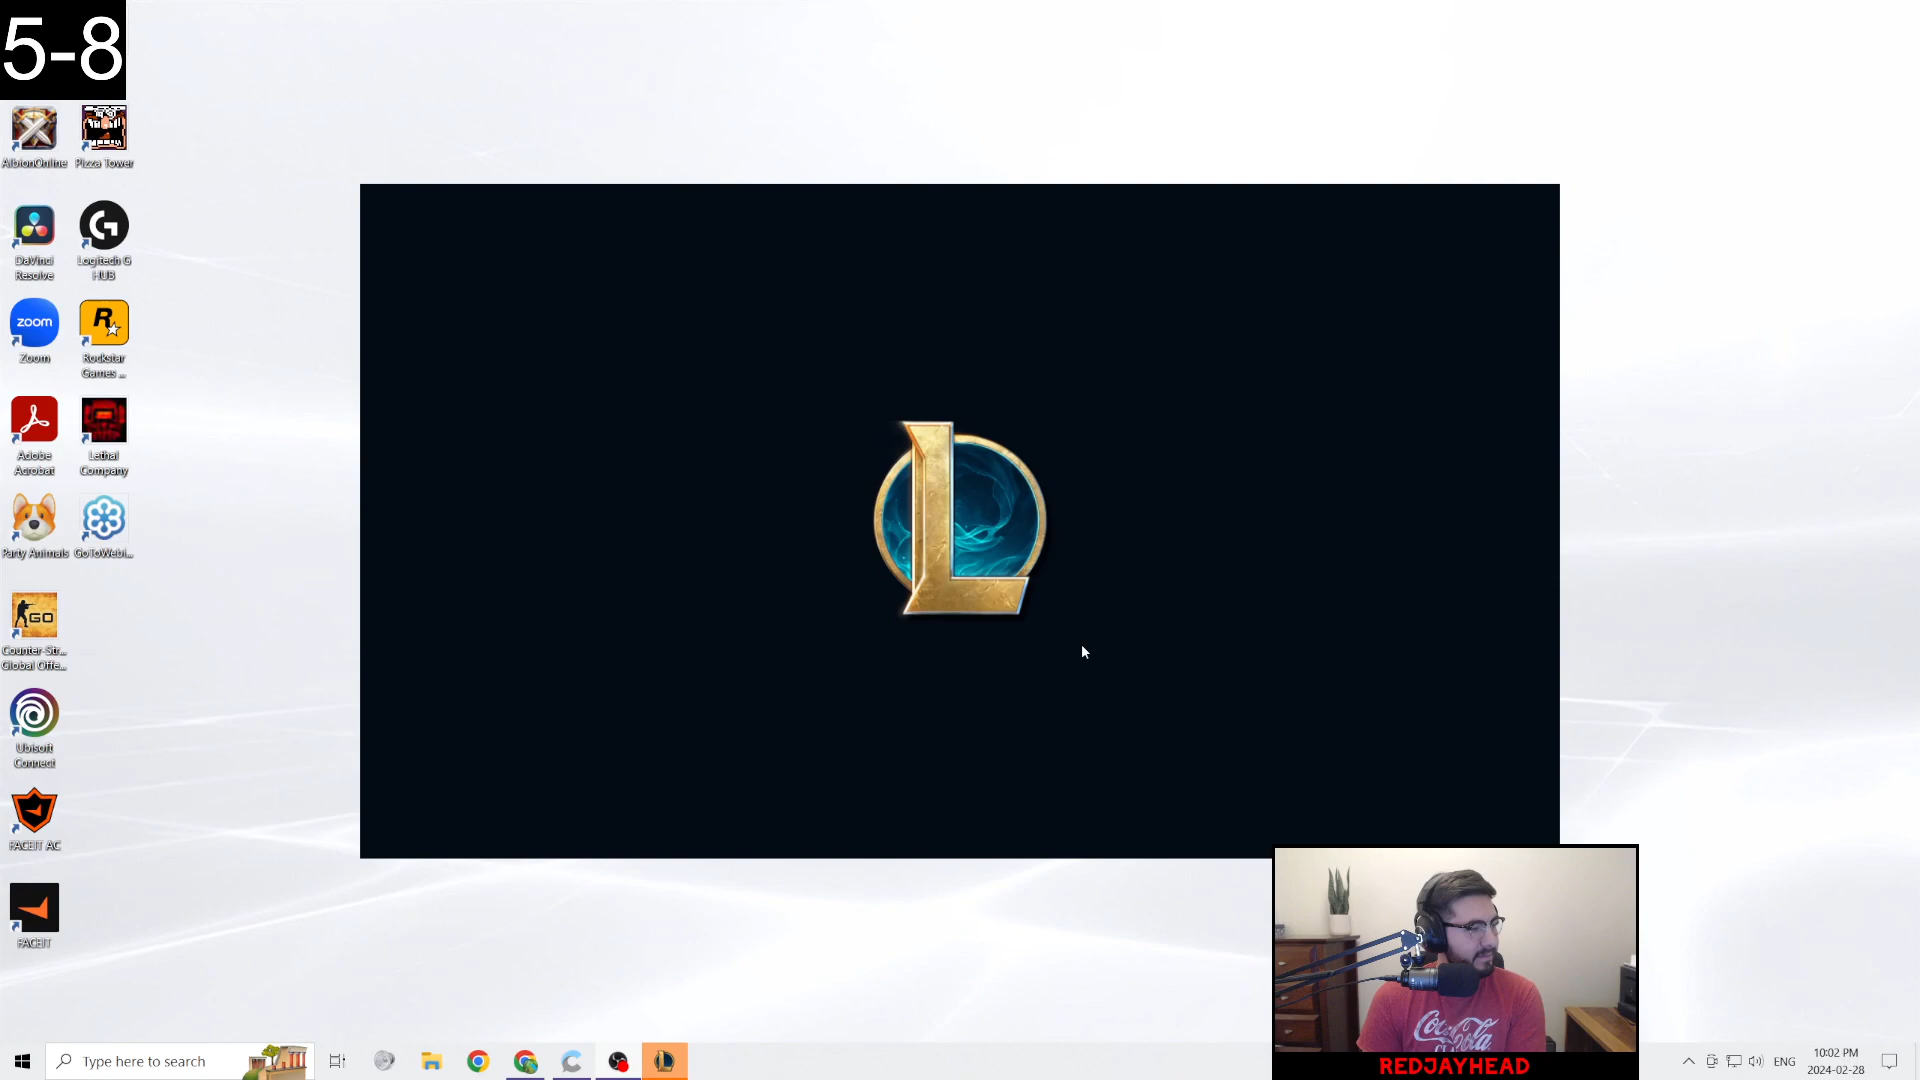 5-8
AlbionOnline
Pizza Tower
DaVinci
Resolve
Logitech G
HUB
zoom
Zoom
R
Rockstar
Games ...
Adobe
Acrobat
Lethal
Company
Party Animals
GoToWebi...
GO
Counter-Str...
Global Offe...
Ubisoft
Connect
FACEIT AC
FACEIT
L
Coca-Cola
REDJAYHEAD
Type here to search
ENG
10:02 PM
2024-02-28